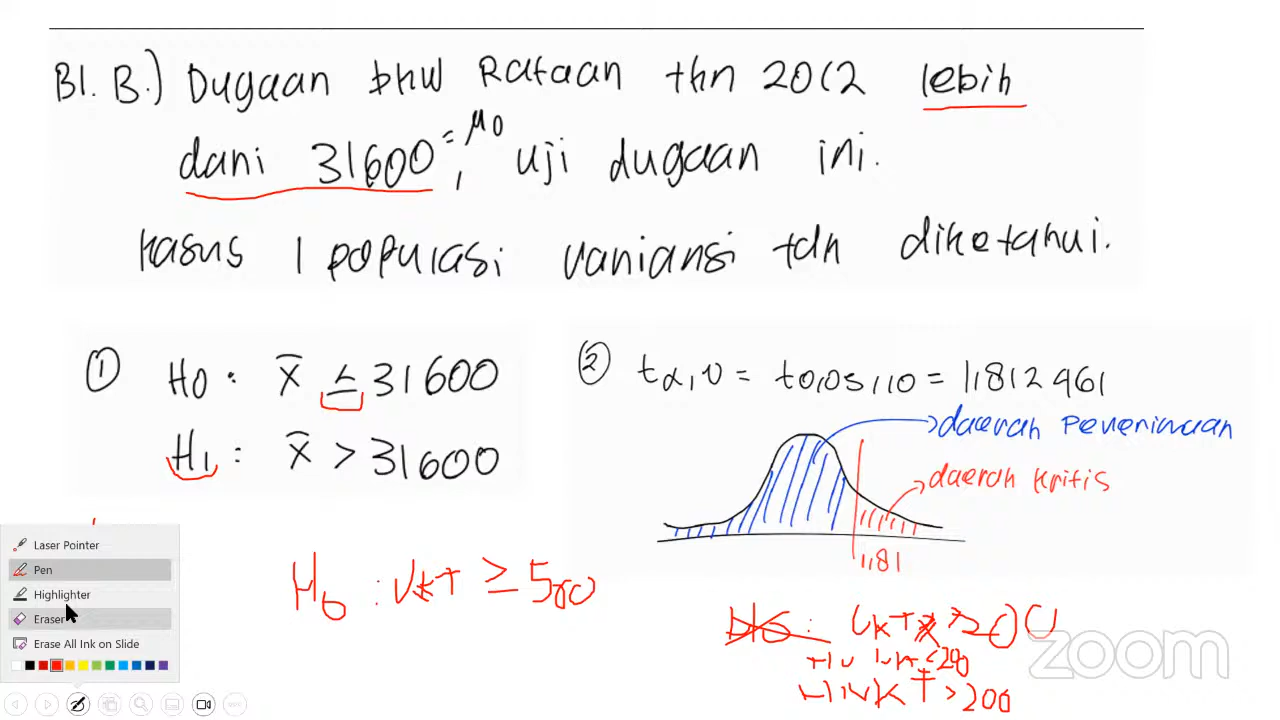 B1. B.) Dugaan bhw Rataan thn 2012 lebih
dari 31600 = μ0, uji dugaan ini.
kasus 1 populasi variansi tdk diketahui.
① H0 : x̄ ≤ 31600
H1 : x̄ > 31600
② tα,v = t0,05,10 = 1,812461
daerah Penerimaan
daerah kritis
1,81
H0 : UKT ≥ 500
H0 : UKT > 200
H0 UKT ≤ 200
H1 UKT > 200
Laser Pointer
Pen
Highlighter
Eraser
Erase All Ink on Slide
zoom